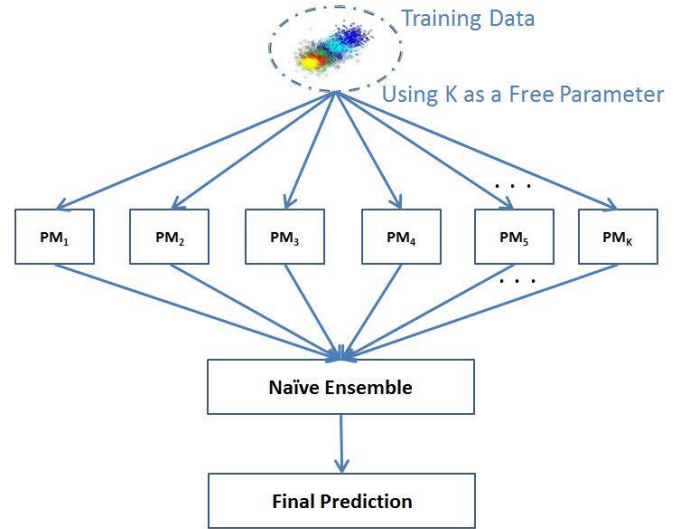 Training Data
Using K as a Free Parameter
. . .
PM₁ PM₂ PM₃ PM₄ PM₅ PMₖ
. . .
Naïve Ensemble
Final Prediction